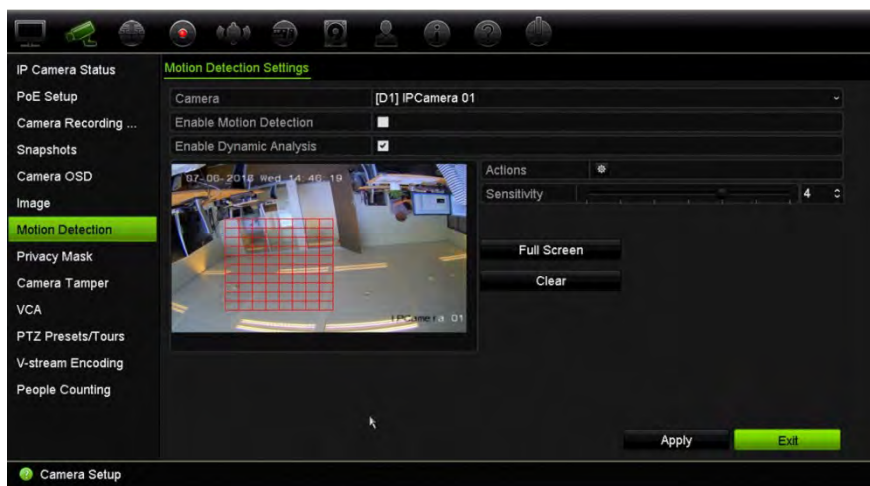 IP Camera Status
PoE Setup
Camera Recording ...
Snapshots
Camera OSD
Image
Motion Detection
Privacy Mask
Camera Tamper
VCA
PTZ Presets/Tours
V-stream Encoding
People Counting
Motion Detection Settings
Camera [D1] IPCamera 01
Enable Motion Detection
Enable Dynamic Analysis
07-06-2016 Wed 14:46:19
IPCamera 01
Actions
Sensitivity 4
Full Screen
Clear
Apply Exit
Camera Setup